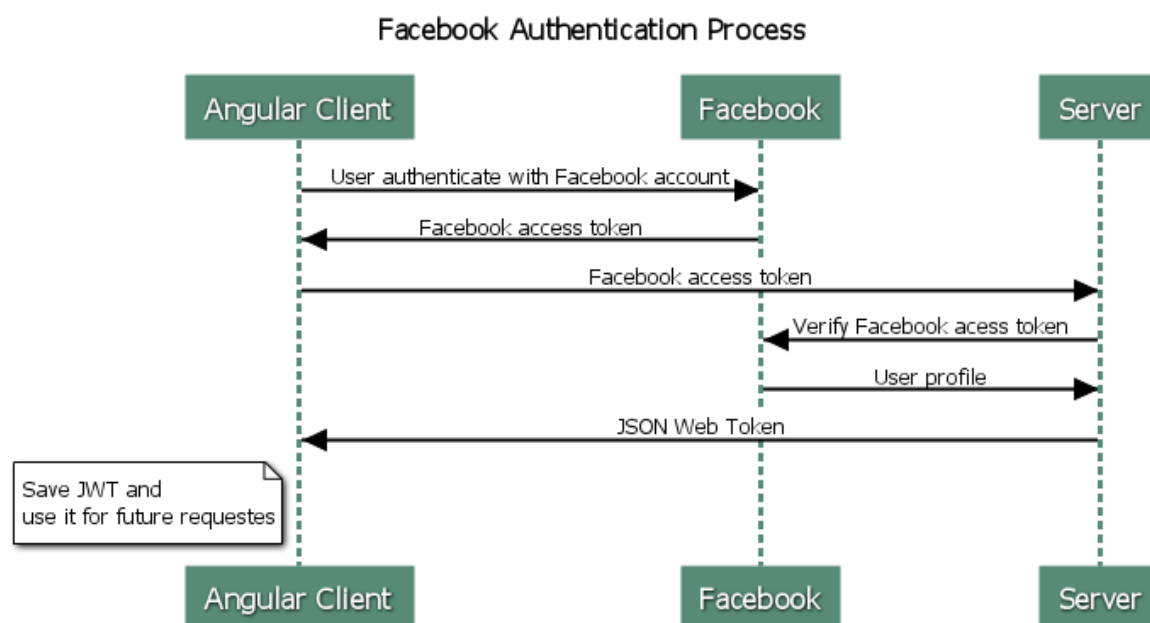 Facebook Authentication Process
Angular Client
Facebook
Server
User authenticate with Facebook account
Facebook access token
Facebook access token
Verify Facebook acess token
User profile
JSON Web Token
Save JWT and
use it for future requestes
Angular Client
Facebook
Server